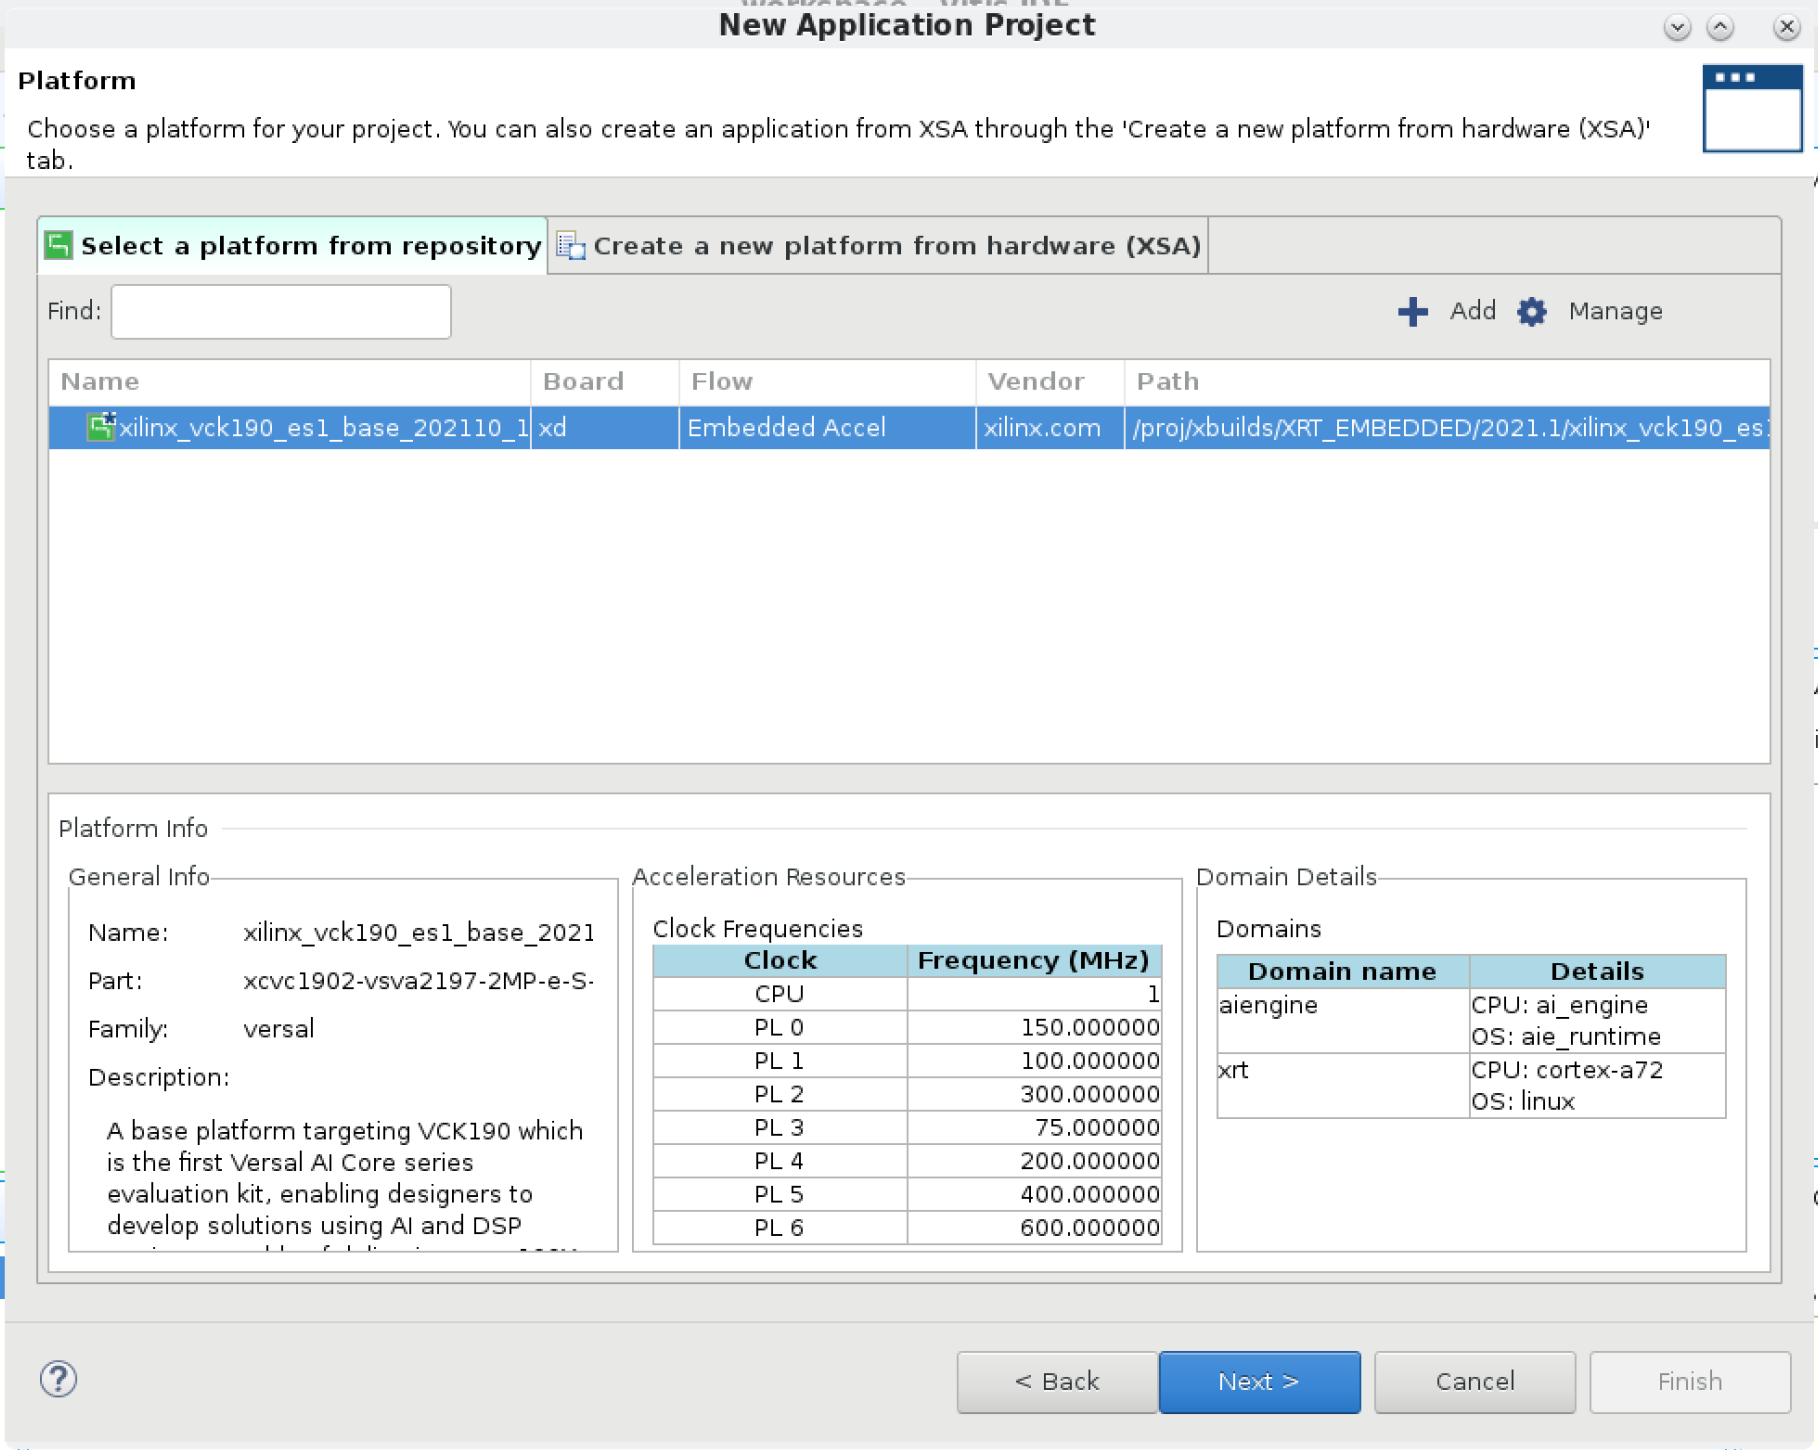 New Application Project
Platform
Choose a platform for your project. You can also create an application from XSA through the 'Create a new platform from hardware (XSA)'
tab.
Select a platform from repository
Create a new platform from hardware (XSA)
Find:
Add
Manage
Name Board Flow Vendor Path
xilinx_vck190_es1_base_202110_1 xd Embedded Accel xilinx.com /proj/xbuilds/XRT_EMBEDDED/2021.1/xilinx_vck190_es1
Platform Info
General Info
Name: xilinx_vck190_es1_base_2021
Part: xcvc1902-vsva2197-2MP-e-S-
Family: versal
Description:
A base platform targeting VCK190 which
is the first Versal AI Core series
evaluation kit, enabling designers to
develop solutions using AI and DSP
Acceleration Resources
Clock Frequencies
Clock Frequency (MHz)
CPU 1
PL 0 150.000000
PL 1 100.000000
PL 2 300.000000
PL 3 75.000000
PL 4 200.000000
PL 5 400.000000
PL 6 600.000000
Domain Details
Domains
Domain name Details
aiengine CPU: ai_engine
OS: aie_runtime
xrt CPU: cortex-a72
OS: linux
< Back
Next >
Cancel
Finish